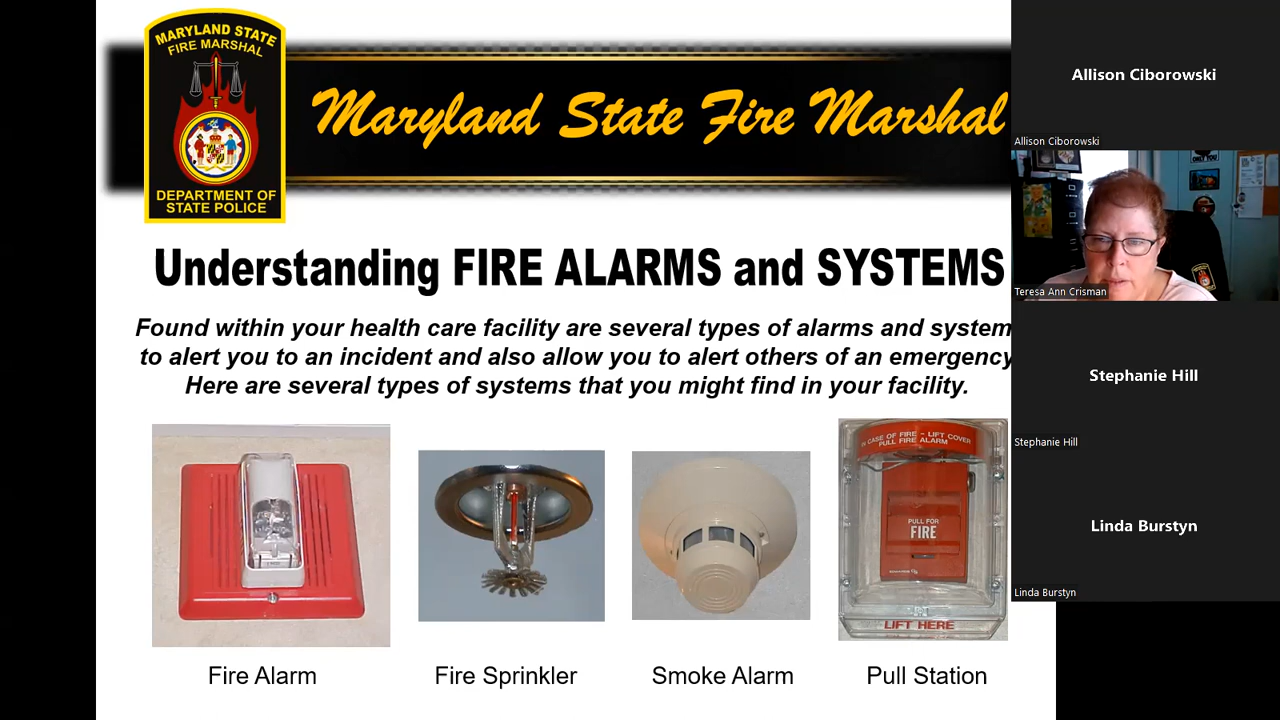 MARYLAND STATE
FIRE MARSHAL
DEPARTMENT OF
STATE POLICE
Maryland State Fire Marshal
Understanding FIRE ALARMS and SYSTEMS
Found within your health care facility are several types of alarms and system
to alert you to an incident and also allow you to alert others of an emergency
Here are several types of systems that you might find in your facility.
IN CASE OF FIRE - LIFT COVER
PULL FIRE ALARM
PULL FOR
FIRE
LIFT HERE
Fire Alarm
Fire Sprinkler
Smoke Alarm
Pull Station
Allison Ciborowski
Allison Ciborowski
ONLY YOU
Teresa Ann Crisman
Stephanie Hill
Stephanie Hill
Linda Burstyn
Linda Burstyn